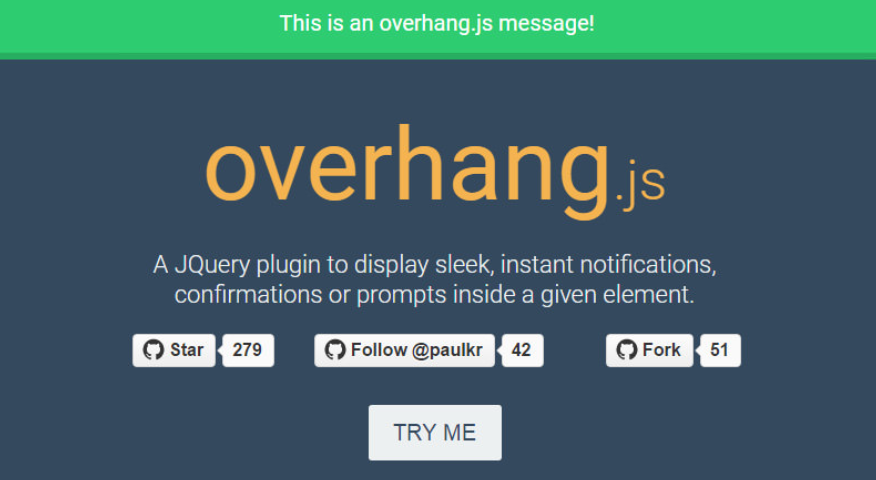 This is an overhang.js message!
overhang.js
A JQuery plugin to display sleek, instant notifications,
confirmations or prompts inside a given element.
Star 279 Follow @paulkr 42 Fork 51
TRY ME